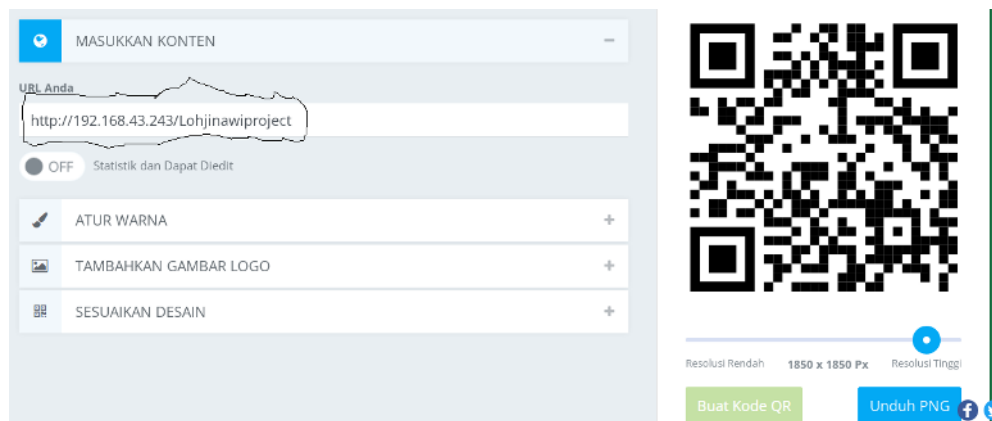 MASUKKAN KONTEN
URL Anda
http://192.168.43.243/Lohjinawiproject
OFF Statistik dan Dapat Diedit
ATUR WARNA
TAMBAHKAN GAMBAR LOGO
SESUAIKAN DESAIN
Resolusi Rendah 1850 x 1850 Px Resolusi Tinggi
Buat Kode QR Unduh PNG